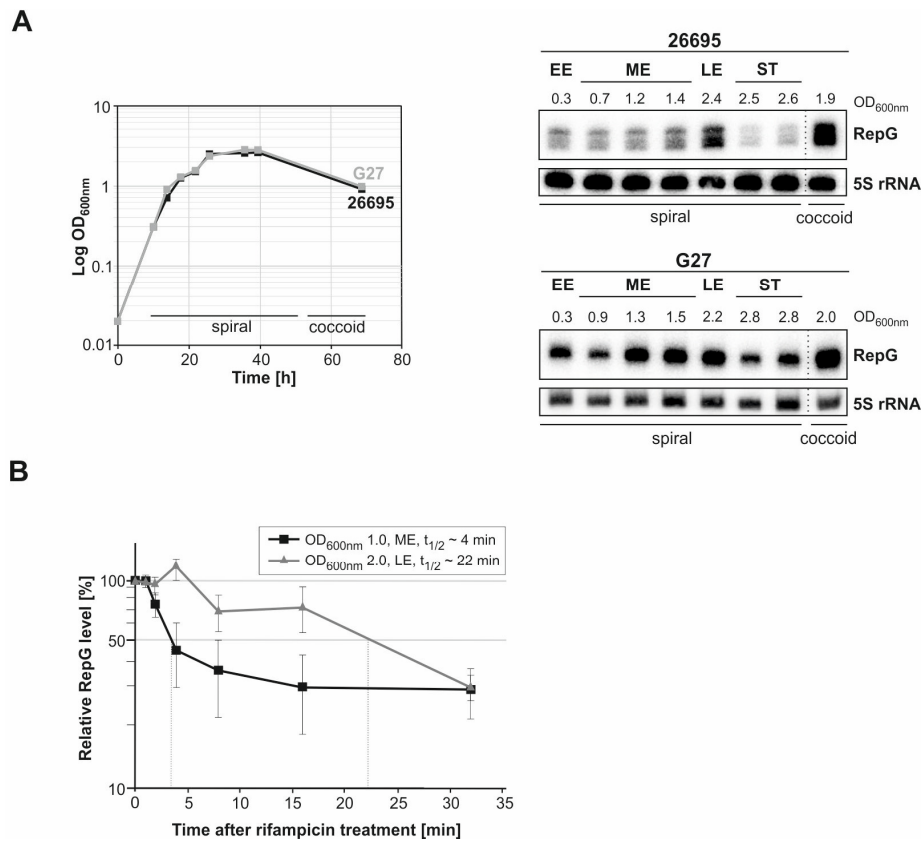 A
10
1
0.1
0.01
Log OD600nm
G27
26695
spiral
coccoid
0 20 40 60 80
Time [h]
26695
EE ME LE ST
0.3 0.7 1.2 1.4 2.4 2.5 2.6 1.9 OD600nm
RepG
5S rRNA
spiral coccoid
G27
EE ME LE ST
0.3 0.9 1.3 1.5 2.2 2.8 2.8 2.0 OD600nm
RepG
5S rRNA
spiral coccoid
B
OD600nm 1.0, ME, t1/2 ~ 4 min
OD600nm 2.0, LE, t1/2 ~ 22 min
100
50
10
Relative RepG level [%]
0 5 10 15 20 25 30 35
Time after rifampicin treatment [min]